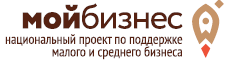 мойбизнес
национальный проект по поддержке
малого и среднего бизнеса